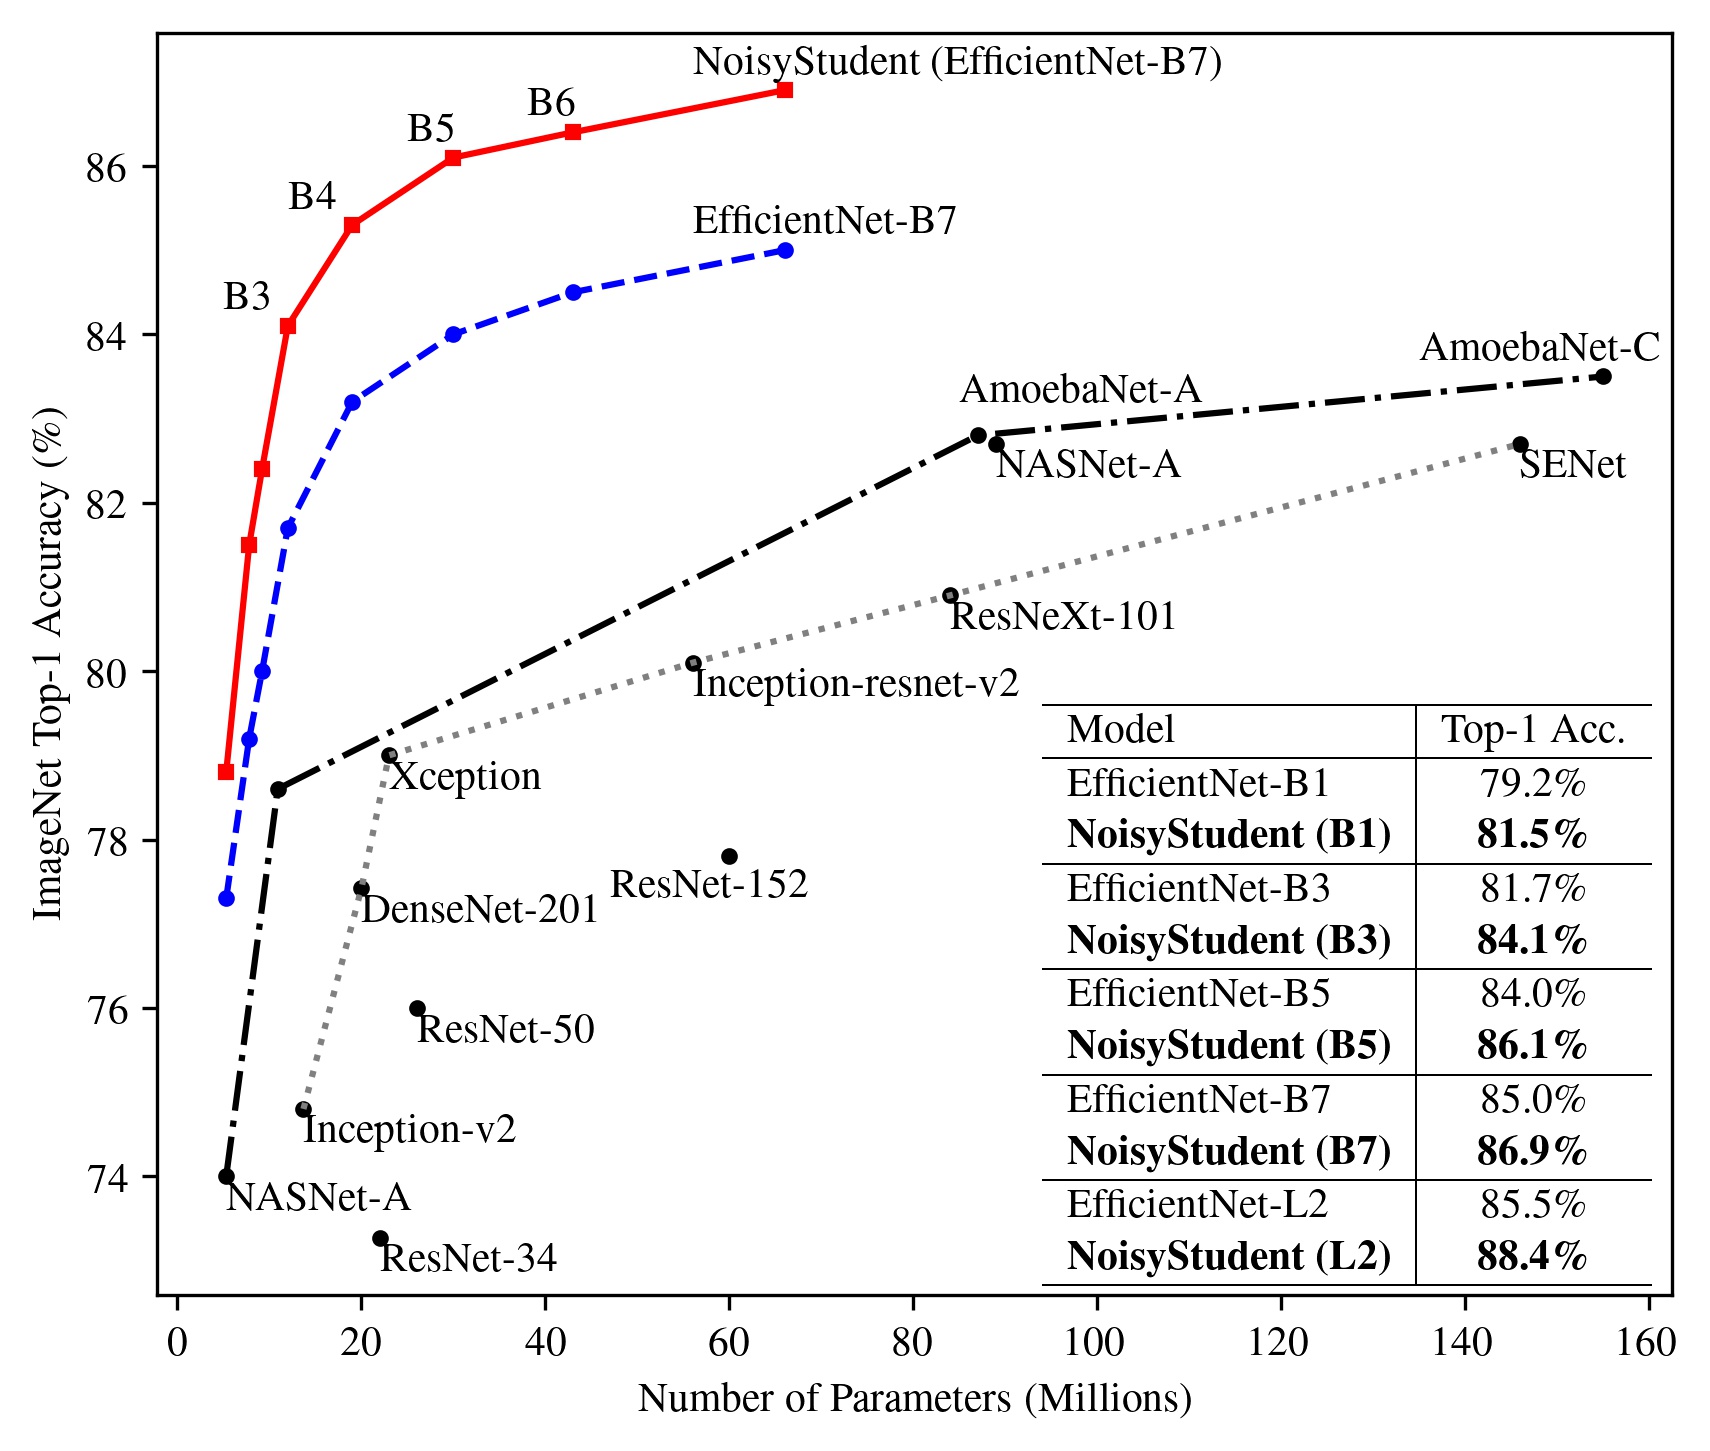 NoisyStudent (EfficientNet-B7)
B6
B5
B4
B3
EfficientNet-B7
AmoebaNet-C
AmoebaNet-A
NASNet-A
SENet
ResNeXt-101
Inception-resnet-v2
Xception
ResNet-152
DenseNet-201
ResNet-50
Inception-v2
NASNet-A
ResNet-34
Model Top-1 Acc.
EfficientNet-B1 79.2%
NoisyStudent (B1) 81.5%
EfficientNet-B3 81.7%
NoisyStudent (B3) 84.1%
EfficientNet-B5 84.0%
NoisyStudent (B5) 86.1%
EfficientNet-B7 85.0%
NoisyStudent (B7) 86.9%
EfficientNet-L2 85.5%
NoisyStudent (L2) 88.4%
ImageNet Top-1 Accuracy (%)
86
84
82
80
78
76
74
0 20 40 60 80 100 120 140 160
Number of Parameters (Millions)